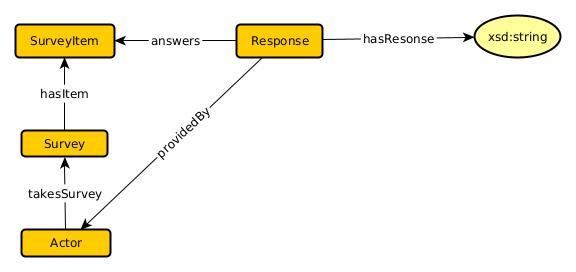 SurveyItem
answers
Response
hasResonse
xsd:string
hasItem
providedBy
Survey
takesSurvey
Actor